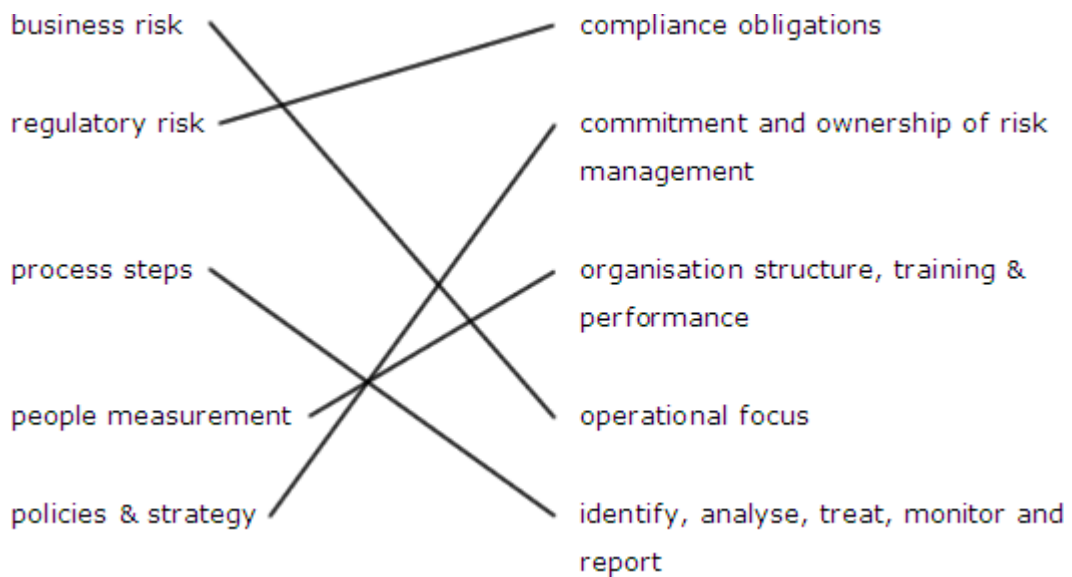 business risk
compliance obligations
regulatory risk
commitment and ownership of risk
management
process steps
organisation structure, training &
performance
people measurement
operational focus
policies & strategy
identify, analyse, treat, monitor and
report